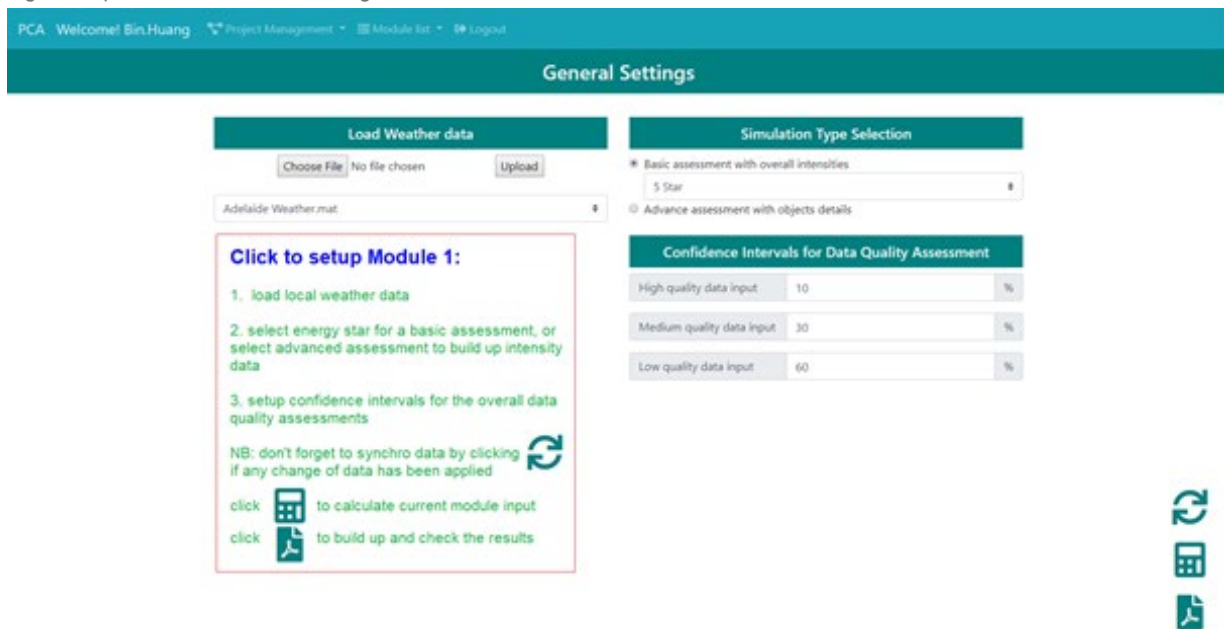 PCA Welcome! Bin.Huang Project Management Module list Logout
General Settings
Load Weather data
Choose File No file chosen Upload
Adelaide Weather.mat
Click to setup Module 1:
1. load local weather data
2. select energy star for a basic assessment, or
select advanced assessment to build up intensity
data
3. setup confidence intervals for the overall data
quality assessments
NB: don't forget to synchro data by clicking
if any change of data has been applied
click to calculate current module input
click to build up and check the results
Simulation Type Selection
Basic assessment with overall intensities
5 Star
Advance assessment with objects details
Confidence Intervals for Data Quality Assessment
High quality data input 10 %
Medium quality data input 30 %
Low quality data input 60 %